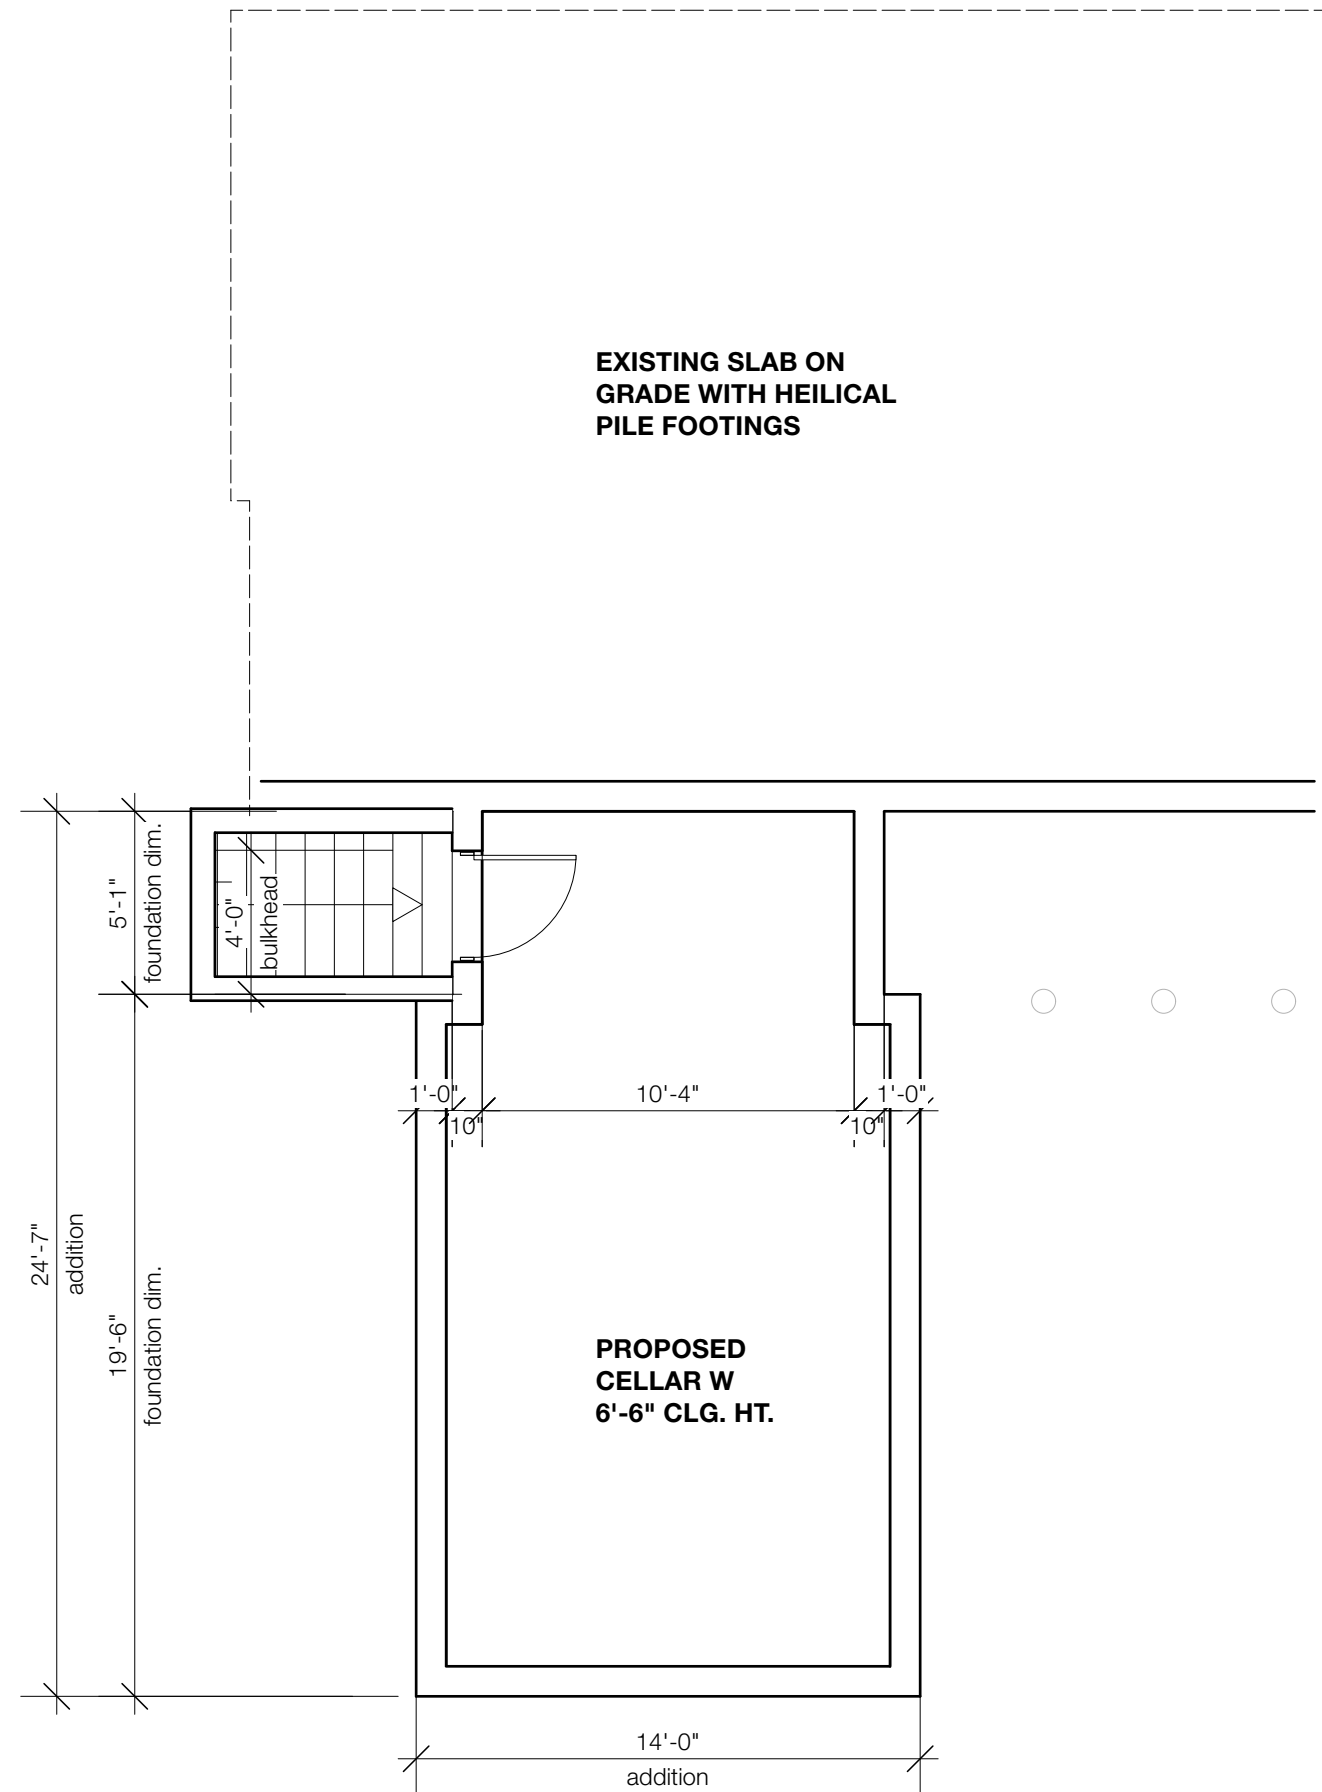 EXISTING SLAB ON
GRADE WITH HEILICAL
PILE FOOTINGS
5'-1"
foundation dim.
4'-0"
bulkhead
1'-0"
10'-4"
1'-0"
10"
10"
24'-7"
addition
19'-6"
foundation dim.
PROPOSED
CELLAR W
6'-6" CLG. HT.
14'-0"
addition